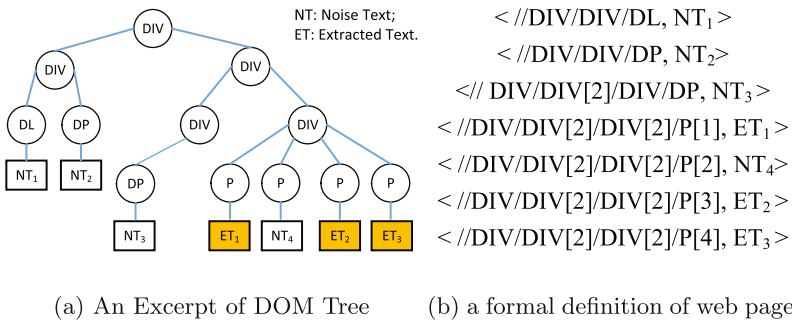 NT: Noise Text;
ET: Extracted Text.
DIV
DIV
DIV
DL
DP
DIV
DIV
NT₁
NT₂
DP
P
P
P
P
NT₃
ET₁
NT₄
ET₂
ET₃
(a) An Excerpt of DOM Tree
< //DIV/DIV/DL, NT₁>
< //DIV/DIV/DP, NT₂>
<// DIV/DIV[2]/DIV/DP, NT₃>
< //DIV/DIV[2]/DIV[2]/P[1], ET₁>
< //DIV/DIV[2]/DIV[2]/P[2], NT₄>
< //DIV/DIV[2]/DIV[2]/P[3], ET₂>
< //DIV/DIV[2]/DIV[2]/P[4], ET₃>
(b) a formal definition of web page